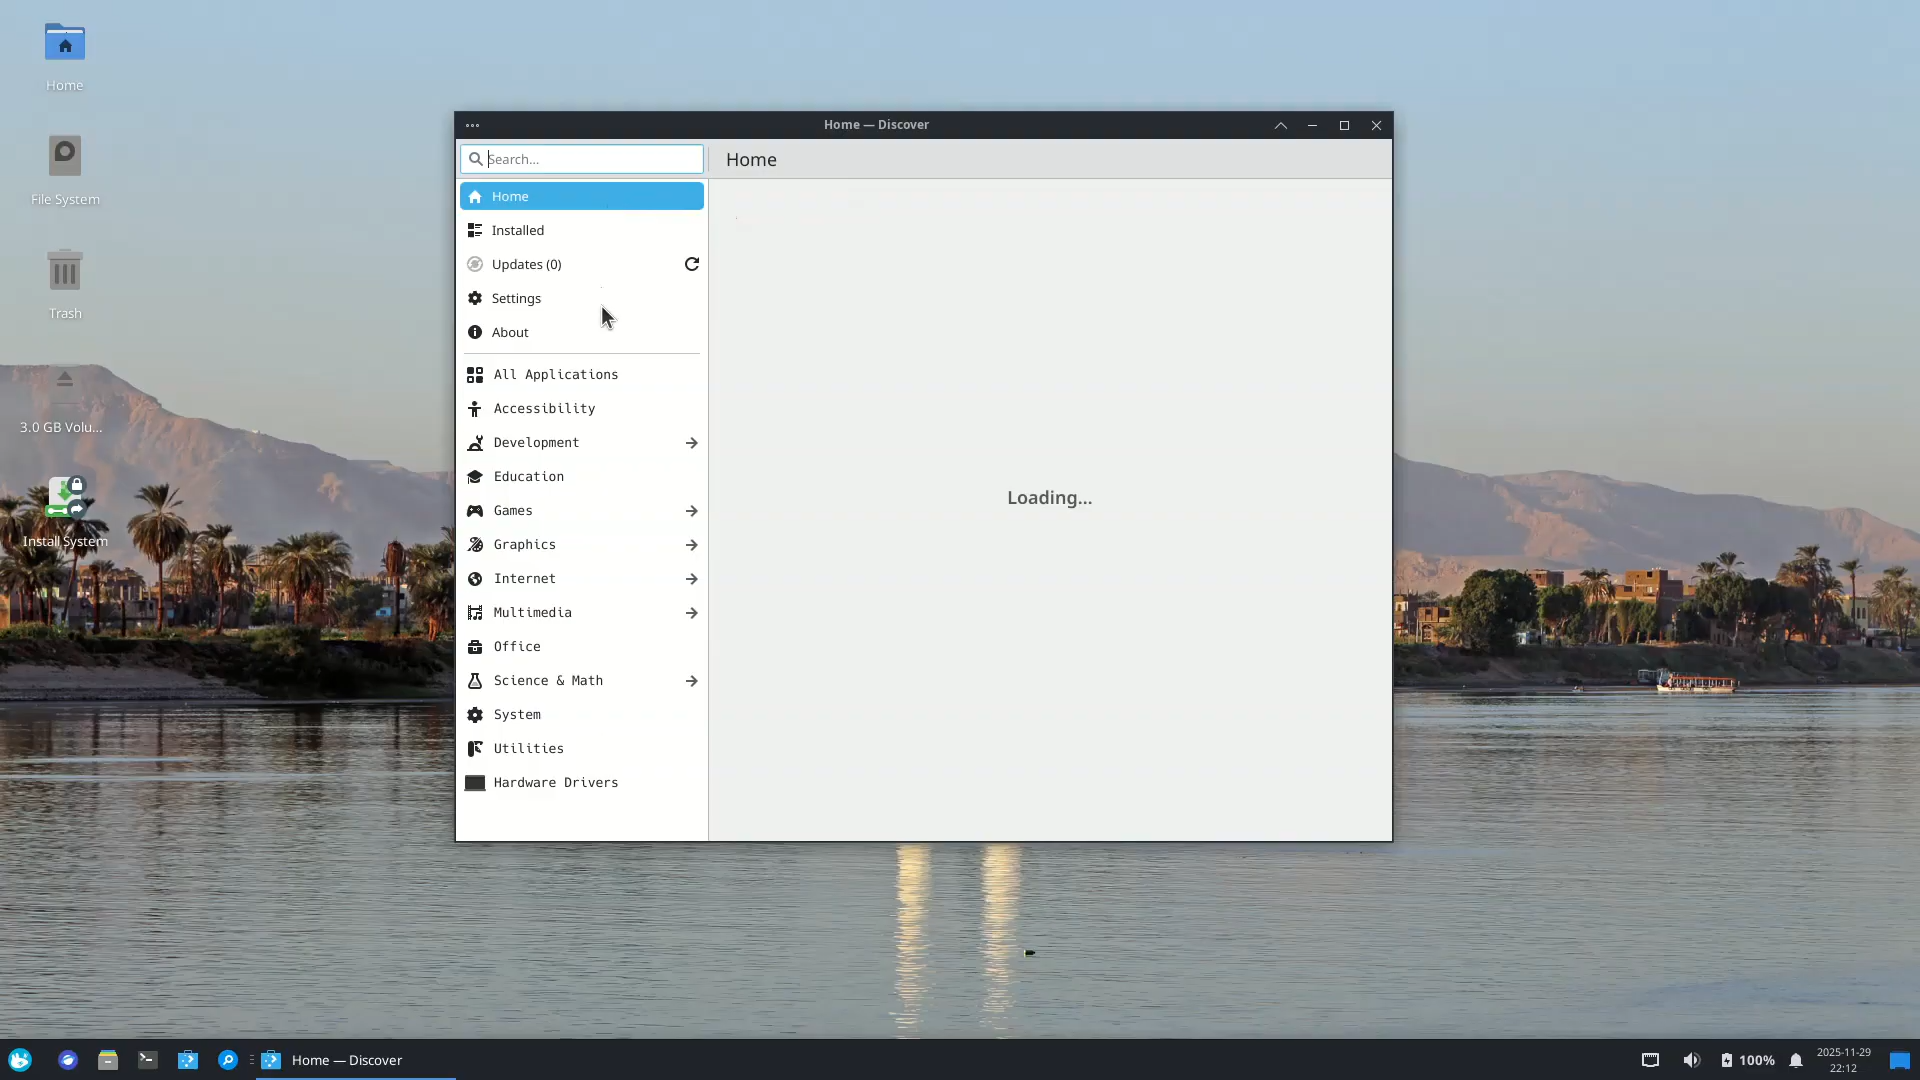 Home
File System
Trash
3.0 GB Volu...
Install System
Home — Discover
Search...
Home
Home
Installed
Updates (0)
Settings
About
All Applications
Accessibility
Development
Education
Games
Graphics
Internet
Multimedia
Office
Science & Math
System
Utilities
Hardware Drivers
Loading...
Home — Discover
100%
2025-11-29
22:12